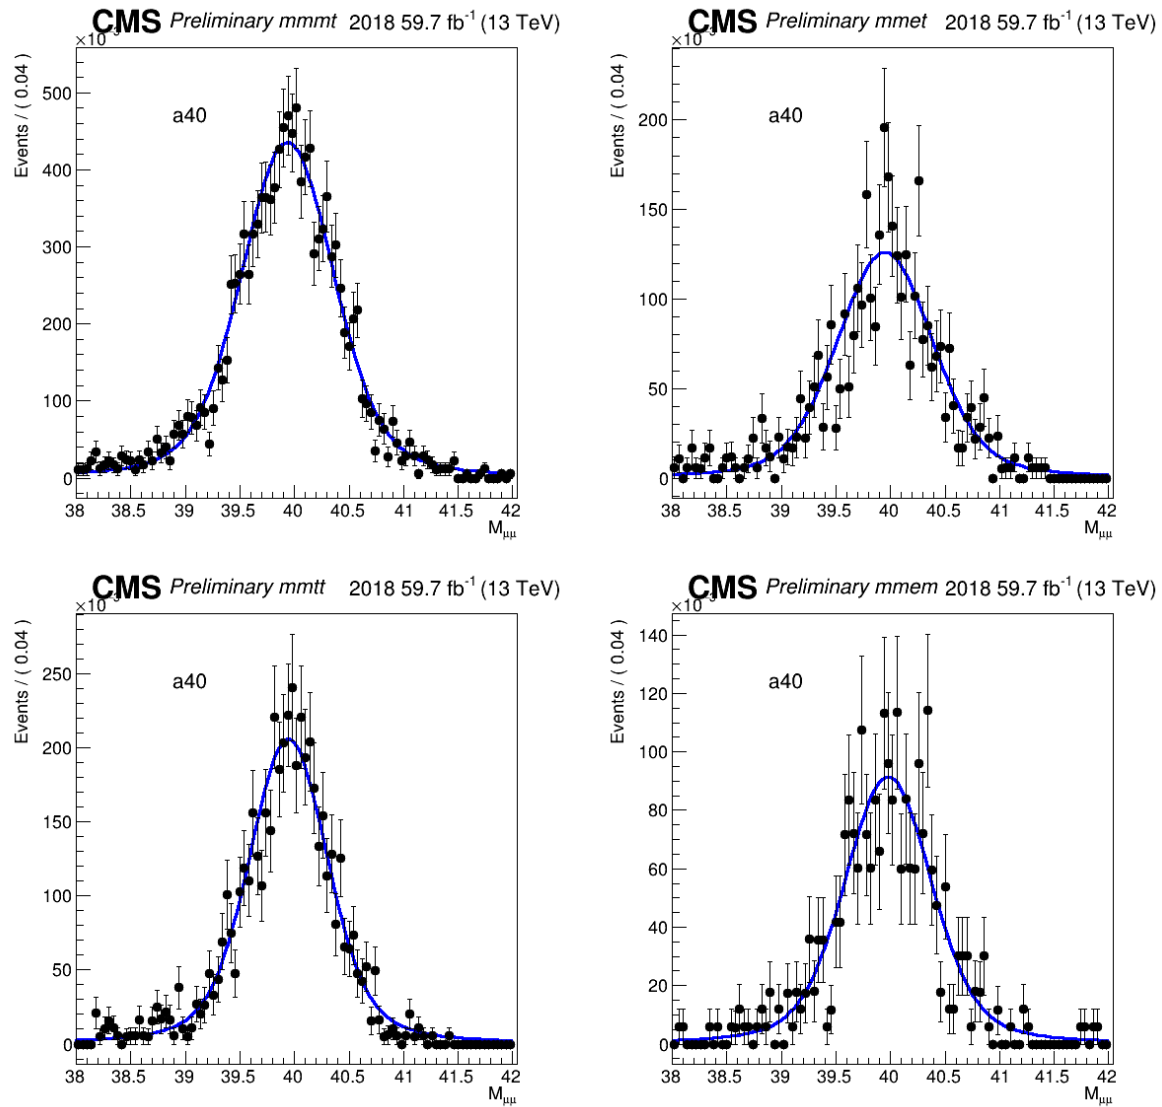 CMS Preliminary mmmt 2018 59.7 fb⁻¹ (13 TeV)
×10⁻³
Events / ( 0.04 )
a40
500
400
300
200
100
0
38 38.5 39 39.5 40 40.5 41 41.5 42
Mμμ
CMS Preliminary mmet 2018 59.7 fb⁻¹ (13 TeV)
×10⁻³
Events / ( 0.04 )
a40
200
150
100
50
0
38 38.5 39 39.5 40 40.5 41 41.5 42
Mμμ
CMS Preliminary mmtt 2018 59.7 fb⁻¹ (13 TeV)
×10⁻³
Events / ( 0.04 )
a40
250
200
150
100
50
0
38 38.5 39 39.5 40 40.5 41 41.5 42
Mμμ
CMS Preliminary mmem 2018 59.7 fb⁻¹ (13 TeV)
×10⁻³
Events / ( 0.04 )
a40
140
120
100
80
60
40
20
0
38 38.5 39 39.5 40 40.5 41 41.5 42
Mμμ